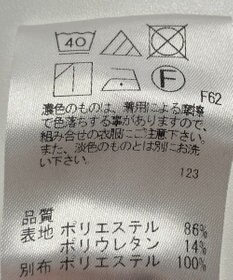 40
F
F62
濃色のものは、着用による摩擦
で色落ちする事がありますので、
組み合せの衣服にご注意下さい。
また、淡色のものとは別にお洗
い下さい。
123
品質
表地 ポリエステル 86%
ポリウレタン 14%
別布 ポリエステル 100%